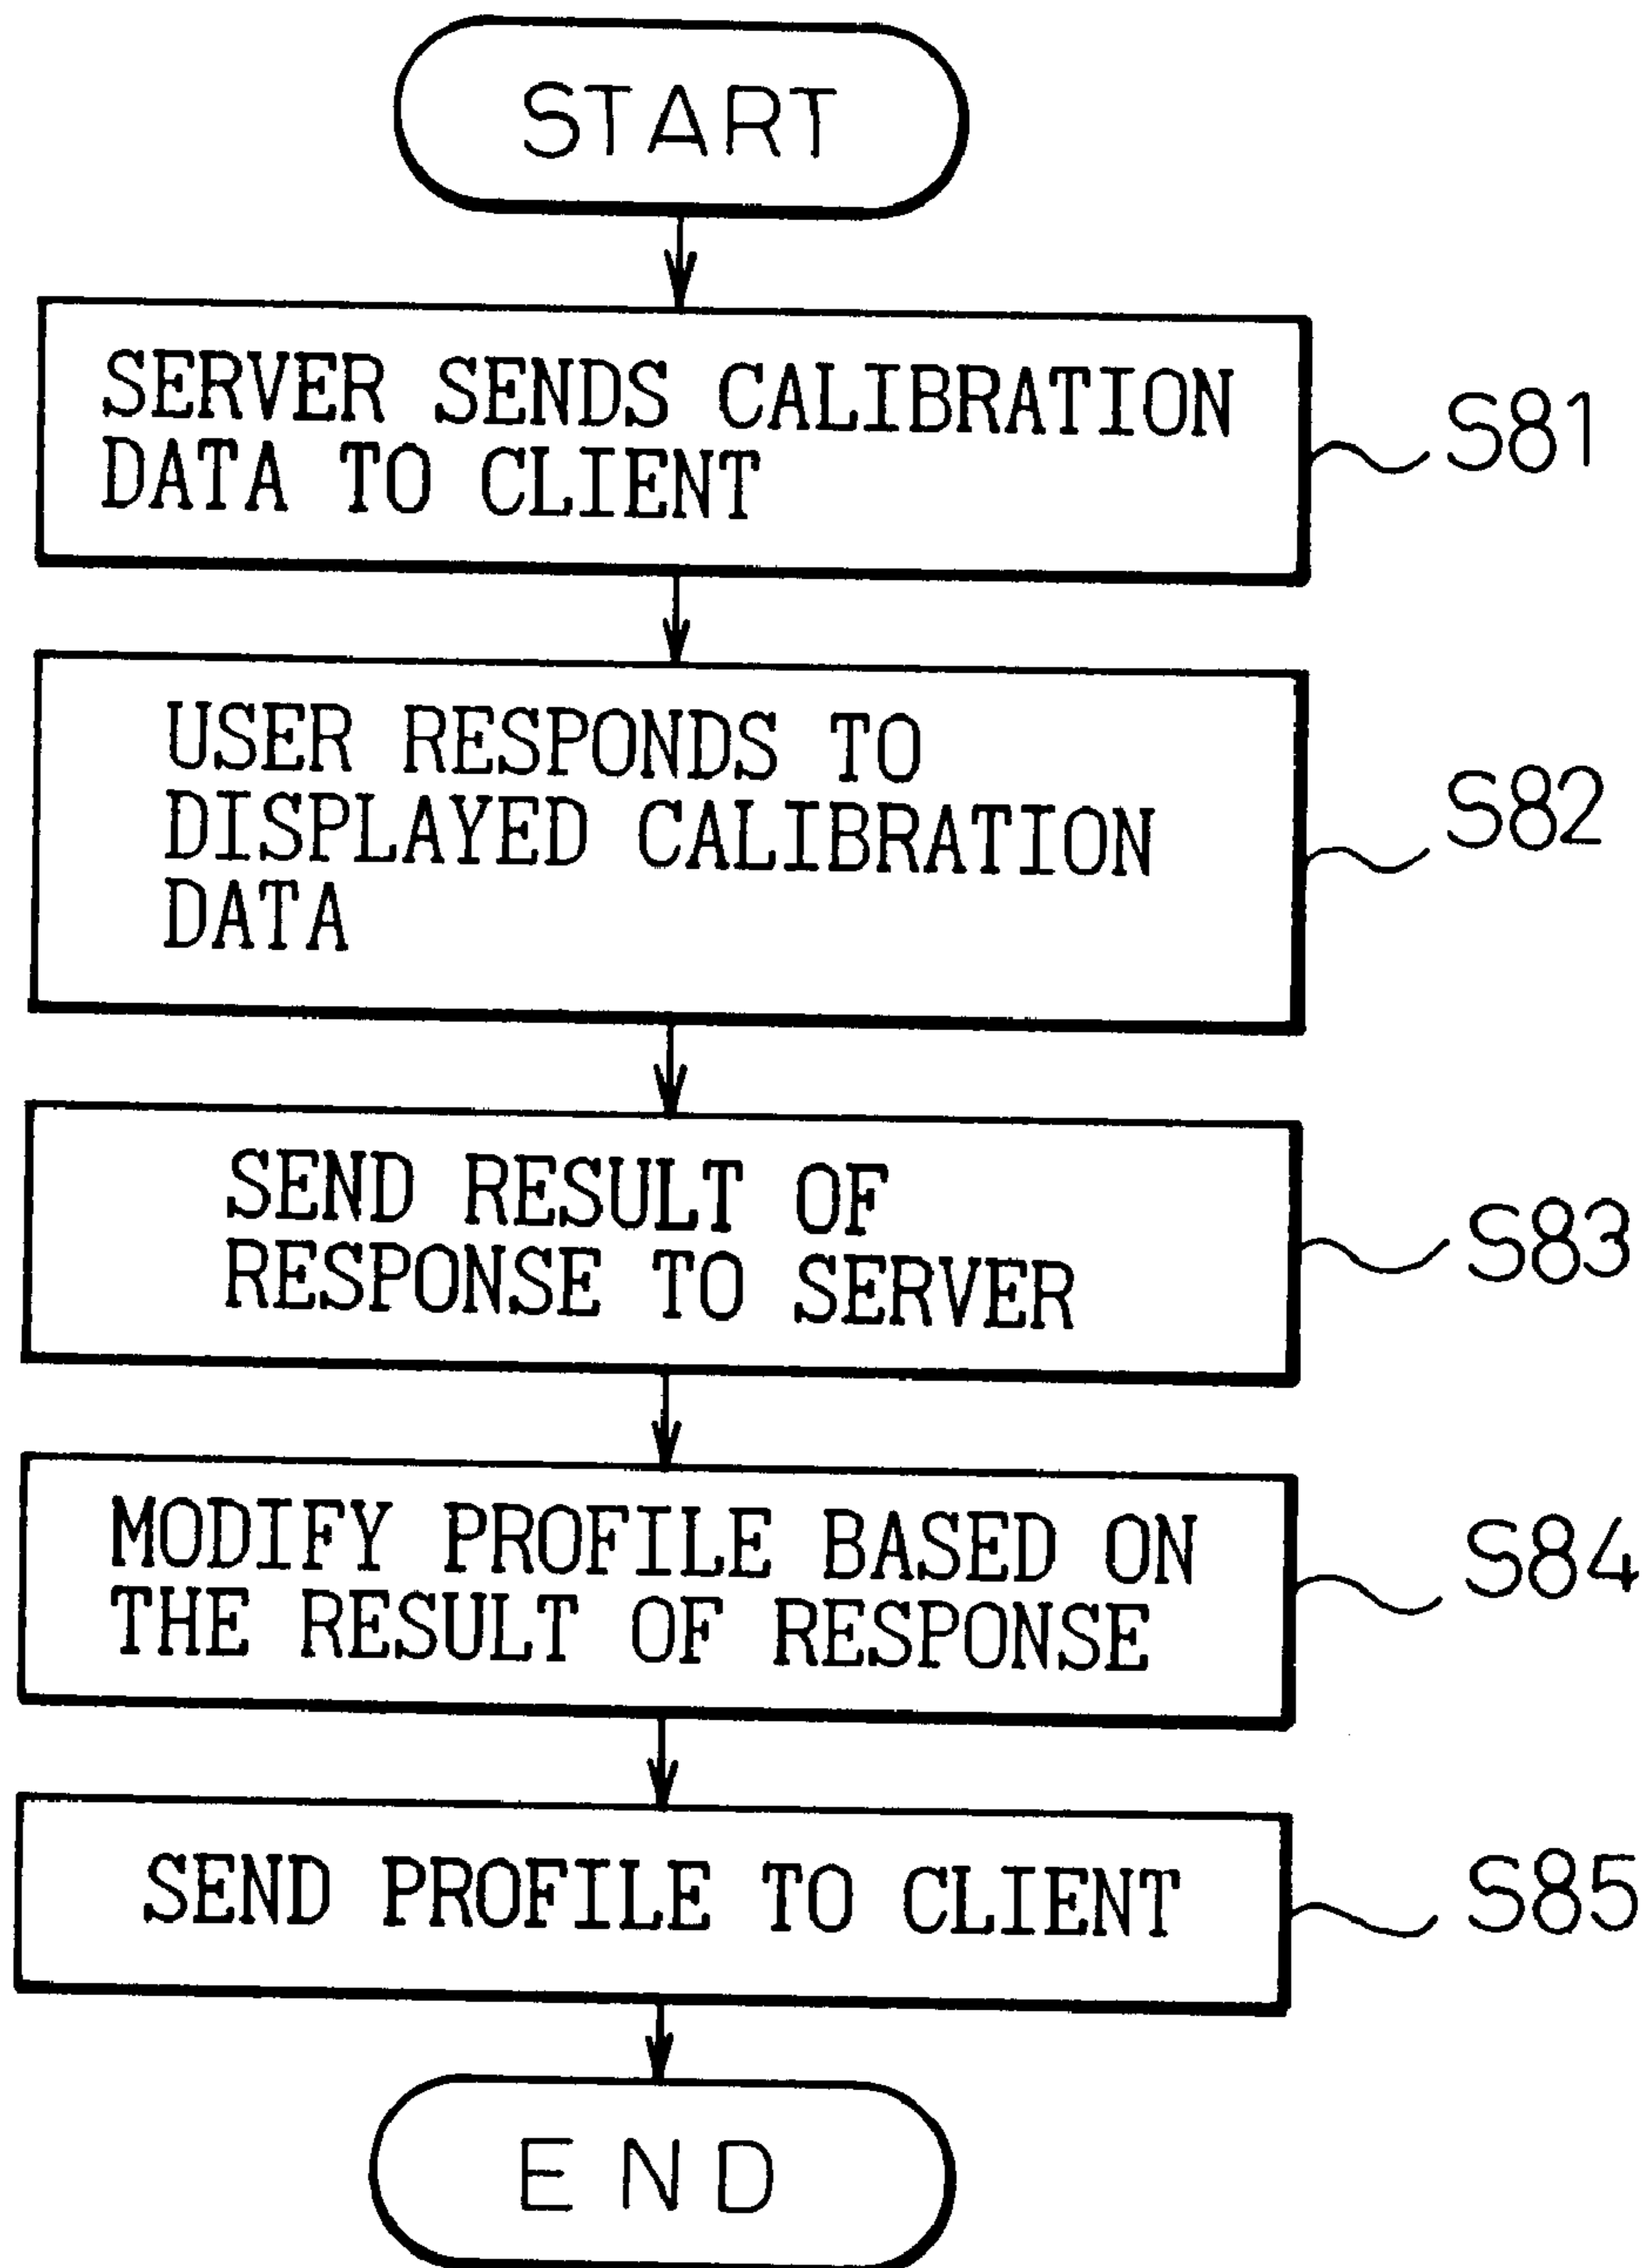 START
SERVER SENDS CALIBRATION
DATA TO CLIENT
S81
USER RESPONDS TO
DISPLAYED CALIBRATION
DATA
S82
SEND RESULT OF
RESPONSE TO SERVER
S83
MODIFY PROFILE BASED ON
THE RESULT OF RESPONSE
S84
SEND PROFILE TO CLIENT
S85
END